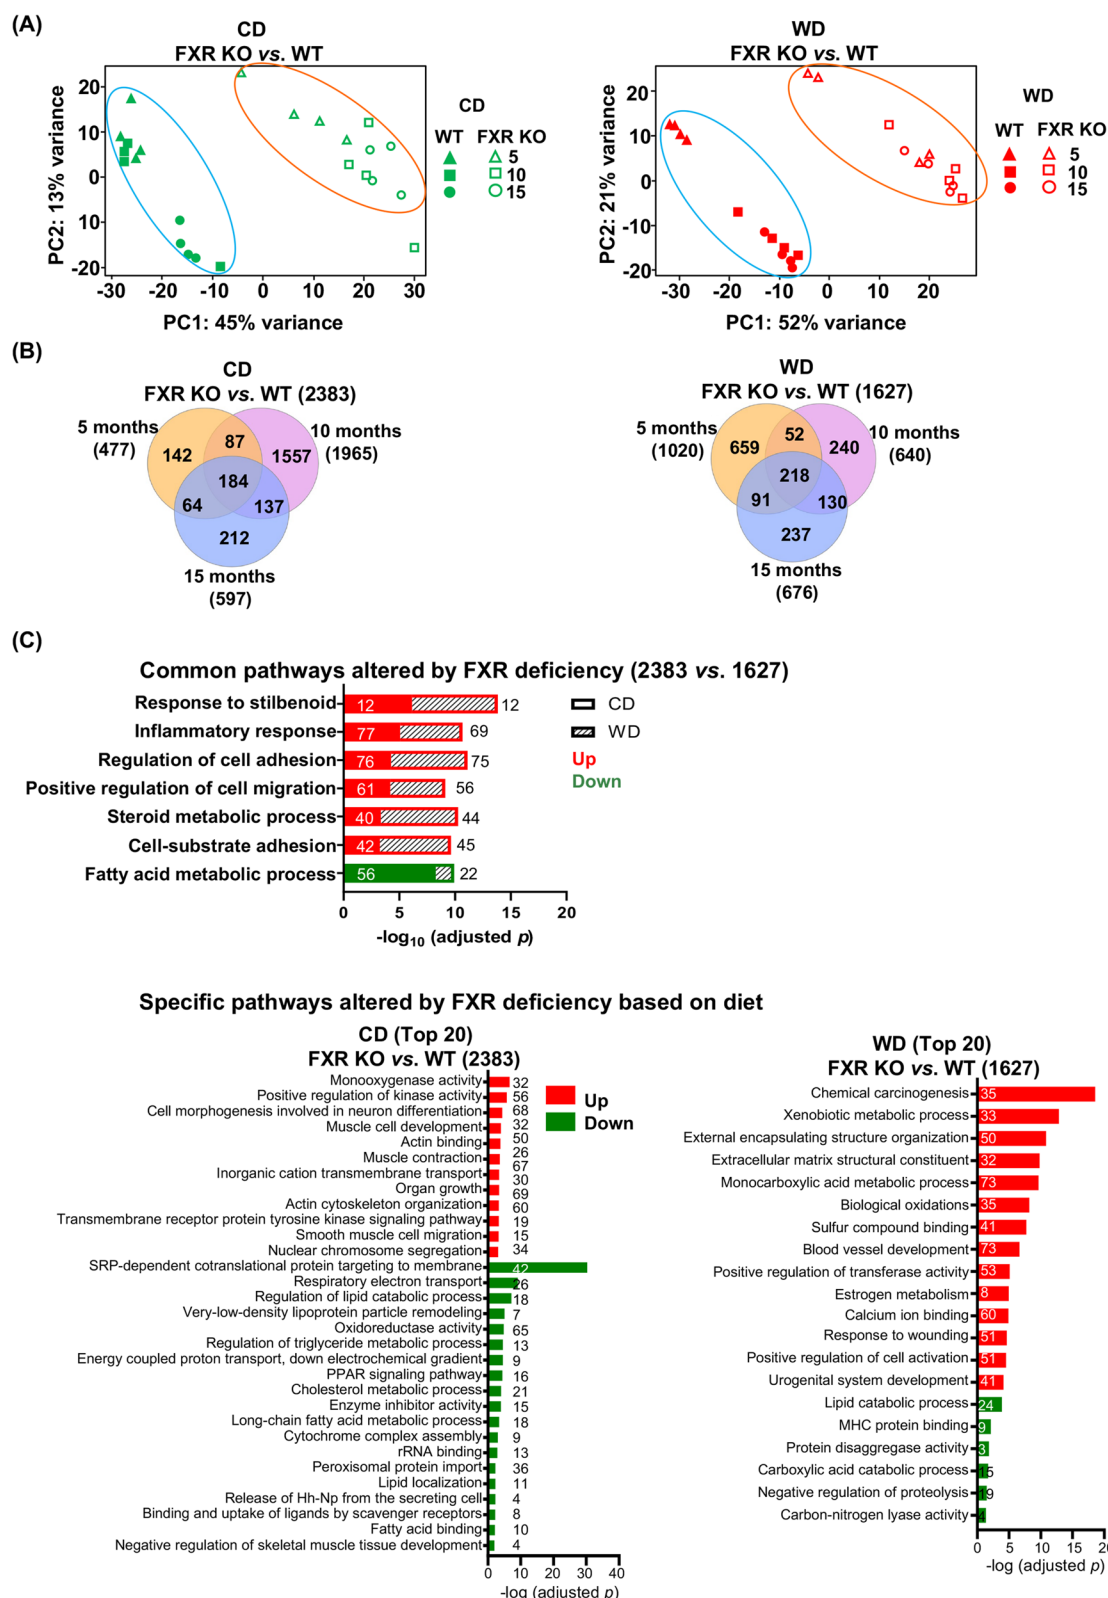 (A)
CD
FXR KO vs. WT
20
10
0
10
-20
-30
-20
-10
0
10
20
30
PC2: 13% variance
PC1: 45% variance
CD
WT FXR KO
5
10
15
WD
FXR KO vs. WT
20
10
0
-10
-20
-30
-20
-10
0
10
20
PC2: 21% variance
PC1: 52% variance
WD
WT FXR KO
5
10
15
(B)
CD
FXR KO vs. WT (2383)
5 months
(477)
10 months
(1965)
142
87
1557
184
64
137
212
15 months
(597)
WD
FXR KO vs. WT (1627)
5 months
(1020)
10 months
(640)
659
52
240
218
91
130
237
15 months
(676)
(C)
Common pathways altered by FXR deficiency (2383 vs. 1627)
Response to stilbenoid 12 12
Inflammatory response 77 69
Regulation of cell adhesion 76 75
Positive regulation of cell migration 61 56
Steroid metabolic process 40 44
Cell-substrate adhesion 42 45
Fatty acid metabolic process 56 22
CD
WD
Up
Down
0 5 10 15 20
-log10 (adjusted p)
Specific pathways altered by FXR deficiency based on diet
CD (Top 20)
FXR KO vs. WT (2383)
Monooxygenase activity 32
Positive regulation of kinase activity 56
Cell morphogenesis involved in neuron differentiation 68
Muscle cell development 32
Actin binding 50
Muscle contraction 26
Inorganic cation transmembrane transport 67
Organ growth 30
Actin cytoskeleton organization 69
Transmembrane receptor protein tyrosine kinase signaling pathway 60
Smooth muscle cell migration 19
Nuclear chromosome segregation 15
34
SRP-dependent cotranslational protein targeting to membrane 42
Respiratory electron transport 26
Regulation of lipid catabolic process 18
Very-low-density lipoprotein particle remodeling 7
Oxidoreductase activity 65
Regulation of triglyceride metabolic process 13
Energy coupled proton transport, down electrochemical gradient 9
PPAR signaling pathway 16
Cholesterol metabolic process 21
Enzyme inhibitor activity 15
Long-chain fatty acid metabolic process 18
Cytochrome complex assembly 9
rRNA binding 13
Peroxisomal protein import 36
Lipid localization 11
Release of Hh-Np from the secreting cell 4
Binding and uptake of ligands by scavenger receptors 8
Fatty acid binding 10
Negative regulation of skeletal muscle tissue development 4
0 10 20 30 40
-log (adjusted p)
Up
Down
WD (Top 20)
FXR KO vs. WT (1627)
Chemical carcinogenesis 35
Xenobiotic metabolic process 33
External encapsulating structure organization 50
Extracellular matrix structural constituent 32
Monocarboxylic acid metabolic process 73
Biological oxidations 35
Sulfur compound binding 41
Blood vessel development 73
Positive regulation of transferase activity 53
Estrogen metabolism 8
Calcium ion binding 60
Response to wounding 51
Positive regulation of cell activation 51
Urogenital system development 41
Lipid catabolic process 24
MHC protein binding 9
Protein disaggregase activity 3
Carboxylic acid catabolic process 15
Negative regulation of proteolysis 19
Carbon-nitrogen lyase activity 4
0 5 10 15 20
-log (adjusted p)